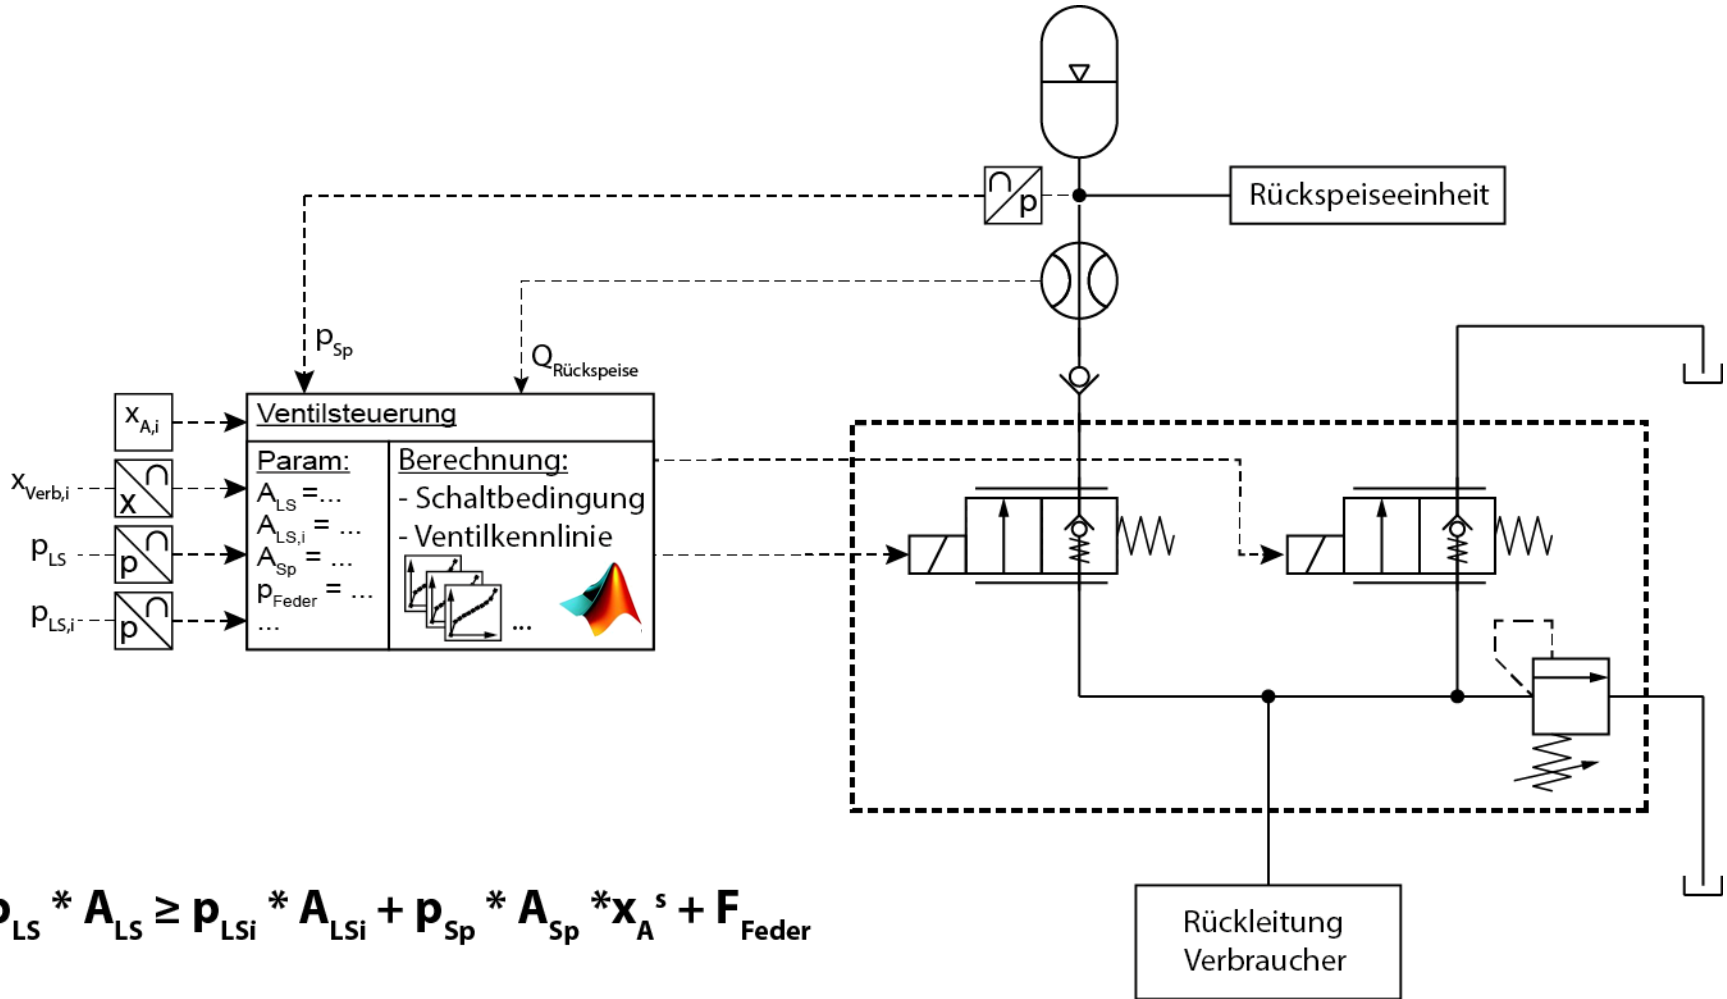 Rückspeiseeinheit
p
p_Sp
Q_Rückspeise
x_A,i
Ventilsteuerung
x_Verb,i
x
Param:
A_LS =...
A_LS,i = ...
A_Sp = ...
p_Feder = ...
...
Berechnung:
- Schaltbedingung
- Ventilkennlinie
...
p_LS
p
p_LS,i
p
p_LS * A_LS ≥ p_LSi * A_LSi + p_Sp * A_Sp *x_A^s + F_Feder
Rückleitung
Verbraucher